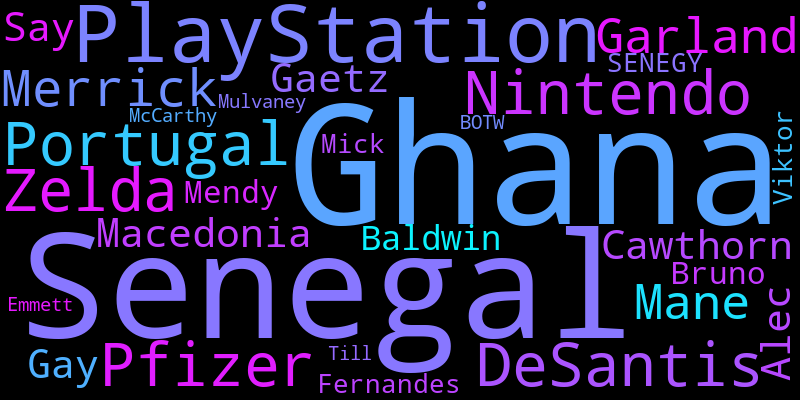 Say
PlayStation
Garland
SENEGY
Merrick
Gaetz
Mulvaney
Nintendo
McCarthy
BOTW
Portugal
Mick
Ghana
Viktor
Zelda
Mendy
Macedonia
Baldwin
Cawthorn
Senegal
Bruno
Emmett
Mane
Alec
Gay
Pfizer
Till
Fernandes
DeSantis